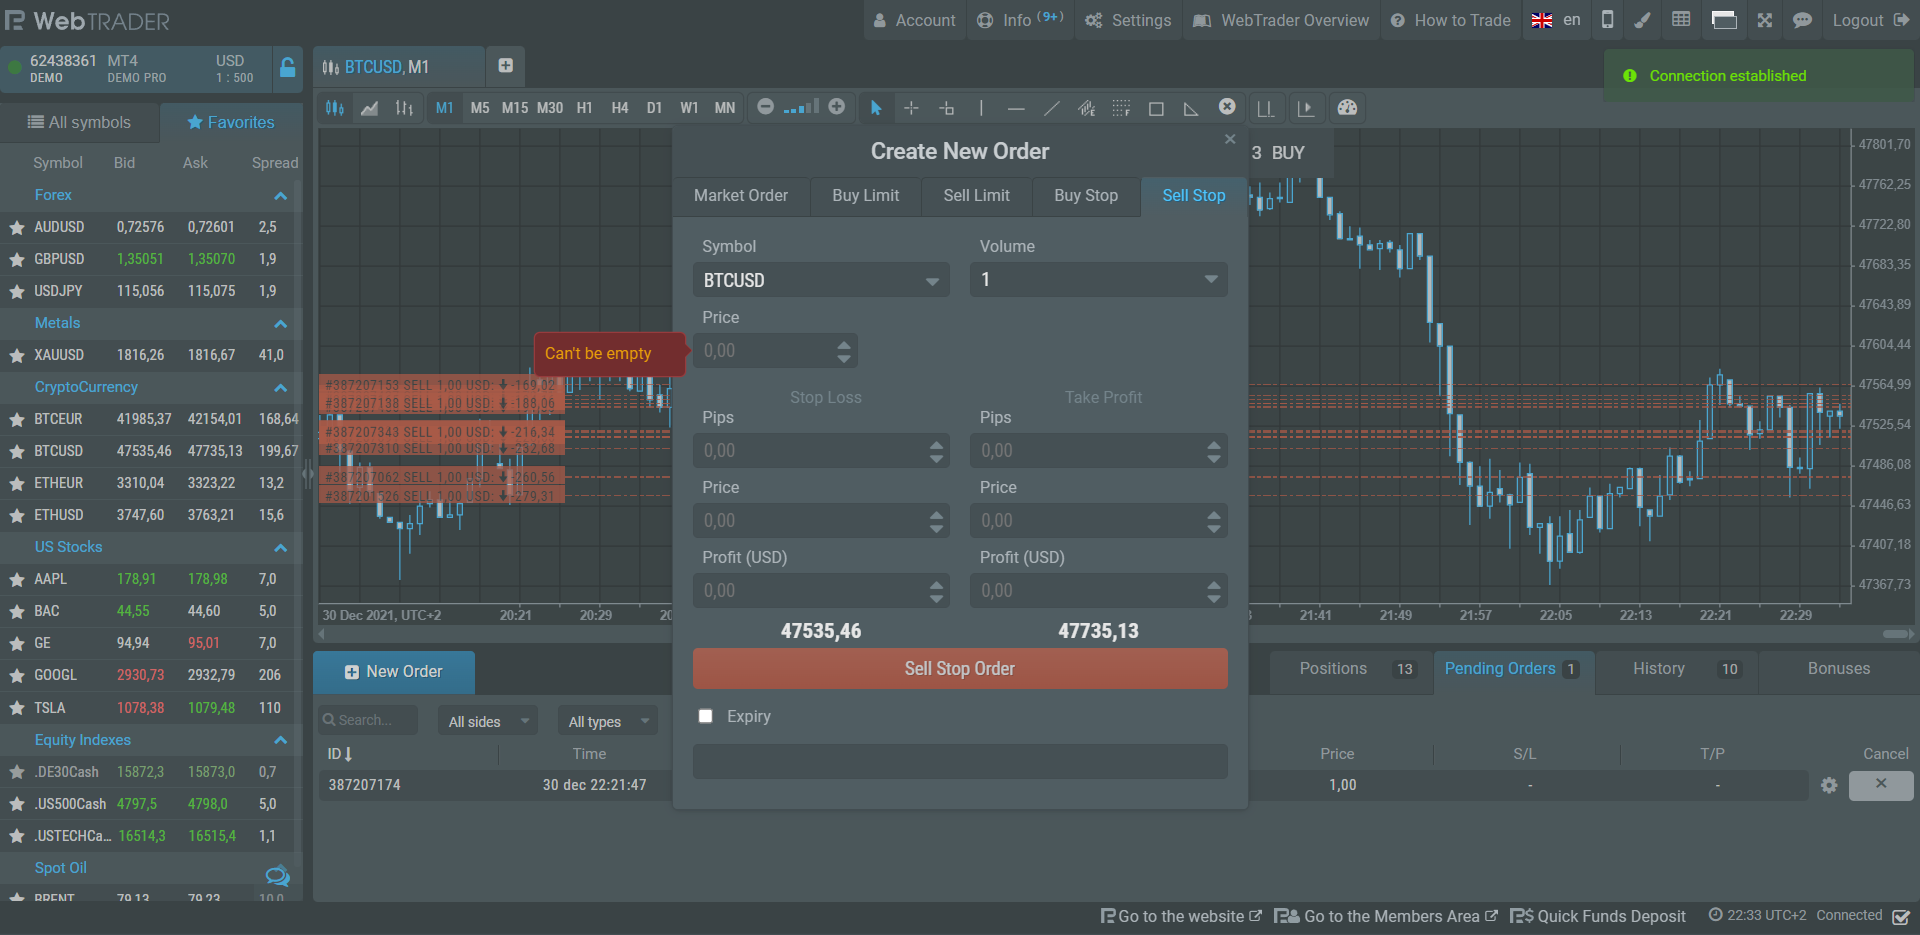 WebTRADER
Account
Info (9+)
Settings
WebTrader Overview
How to Trade
en
Logout
62438361 MT4 USD
DEMO DEMO PRO 1 : 500
BTCUSD, M1
Connection established
All symbols Favorites
M1 M5 M15 M30 H1 H4 D1 W1 MN
Symbol Bid Ask Spread
Forex
AUDUSD 0,72576 0,72601 2,5
GBPUSD 1,35051 1,35070 1,9
USDJPY 115,056 115,075 1,9
Metals
XAUUSD 1816,26 1816,67 41,0
CryptoCurrency
BTCEUR 41985,37 42154,01 168,64
BTCUSD 47535,46 47735,13 199,67
ETHEUR 3310,04 3323,22 13,2
ETHUSD 3747,60 3763,21 15,6
US Stocks
AAPL 178,91 178,98 7,0
BAC 44,55 44,60 5,0
GE 94,94 95,01 7,0
GOOGL 2930,73 2932,79 206
TSLA 1078,38 1079,48 110
Equity Indexes
.DE30Cash 15872,3 15873,0 0,7
.US500Cash 4797,5 4798,0 5,0
.USTECHCa... 16514,3 16515,4 1,1
Spot Oil
BRENT 79,13 79,23 10,0
#387207153 SELL 1,00 USD: -169,02
#387207138 SELL 1,00 USD: -188,06
#387207343 SELL 1,00 USD: -216,34
#387207310 SELL 1,00 USD: -232,68
#387207062 SELL 1,00 USD: -260,56
#387201526 SELL 1,00 USD: -279,31
Create New Order
3 BUY
Market Order Buy Limit Sell Limit Buy Stop Sell Stop
Symbol Volume
BTCUSD 1
Price
Can't be empty
0,00
Stop Loss Take Profit
Pips Pips
0,00 0,00
Price Price
0,00 0,00
Profit (USD) Profit (USD)
0,00 0,00
47535,46 47735,13
Sell Stop Order
Expiry
47801,70
47762,25
47722,80
47683,35
47643,89
47604,44
47564,99
47525,54
47486,08
47446,63
47407,18
47367,73
30 Dec 2021, UTC+2 20:21 20:29 21:41 21:49 21:57 22:05 22:13 22:21 22:29
New Order
Positions 13 Pending Orders 1 History 10 Bonuses
Search... All sides All types
ID Time Price S/L T/P Cancel
387207174 30 dec 22:21:47 1,00 - -
Go to the website Go to the Members Area Quick Funds Deposit 22:33 UTC+2 Connected